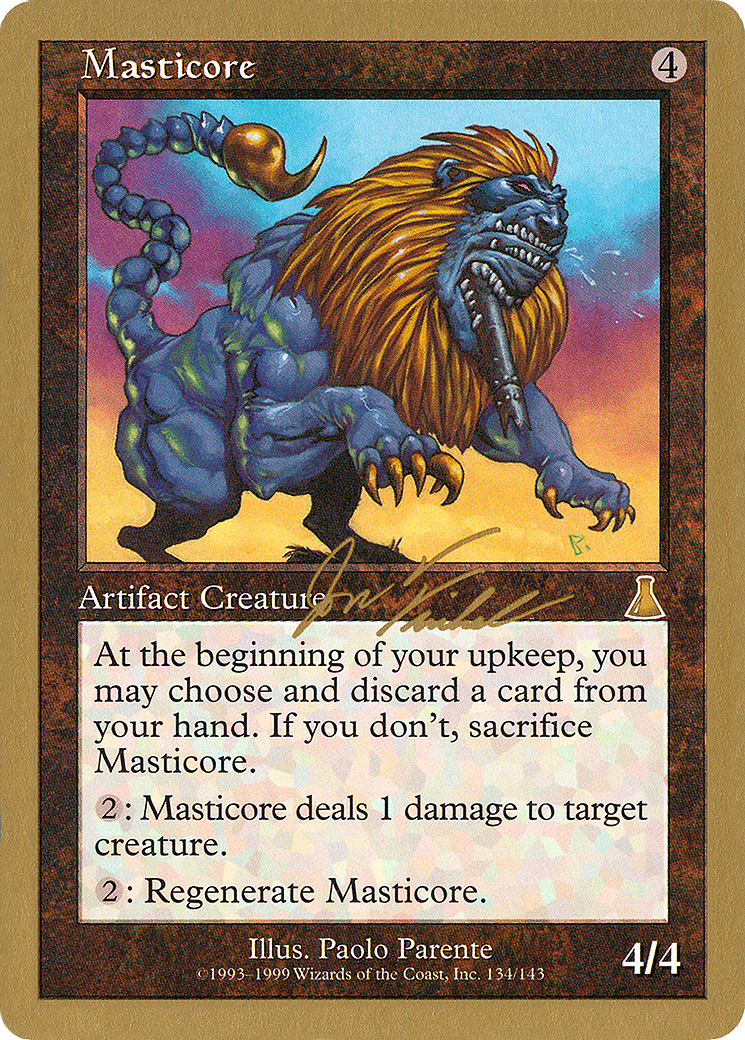 Masticore
4
Artifact Creature
Jon Finkel
At the beginning of your upkeep, you
may choose and discard a card from
your hand. If you don't, sacrifice
Masticore.
2: Masticore deals 1 damage to target
creature.
2: Regenerate Masticore.
Illus. Paolo Parente
©1993–1999 Wizards of the Coast, Inc. 134/143
4/4